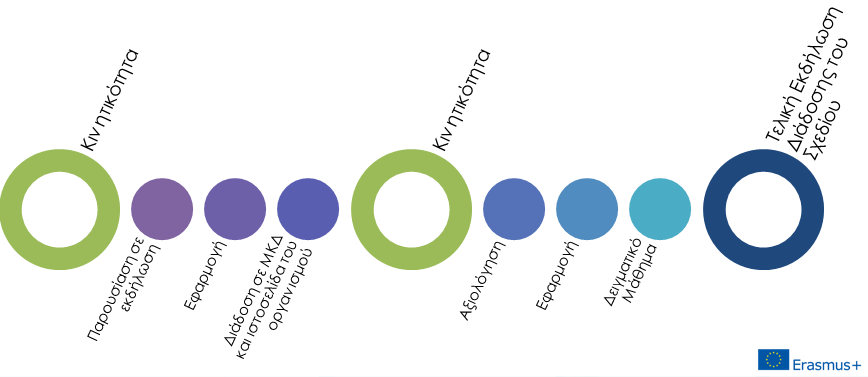 Κινητικότητα
Παρουσίαση σε
εκδήλωση
Εφαρμογή
Διάδοση σε ΜΚΔ
και ιστοσελίδα του
οργανισμού
Κινητικότητα
Αξιολόγηση
Εφαρμογή
Δειγματικό
Μάθημα
Τελική Εκδήλωση
Διάδοσης του
Σχεδίου
Erasmus+